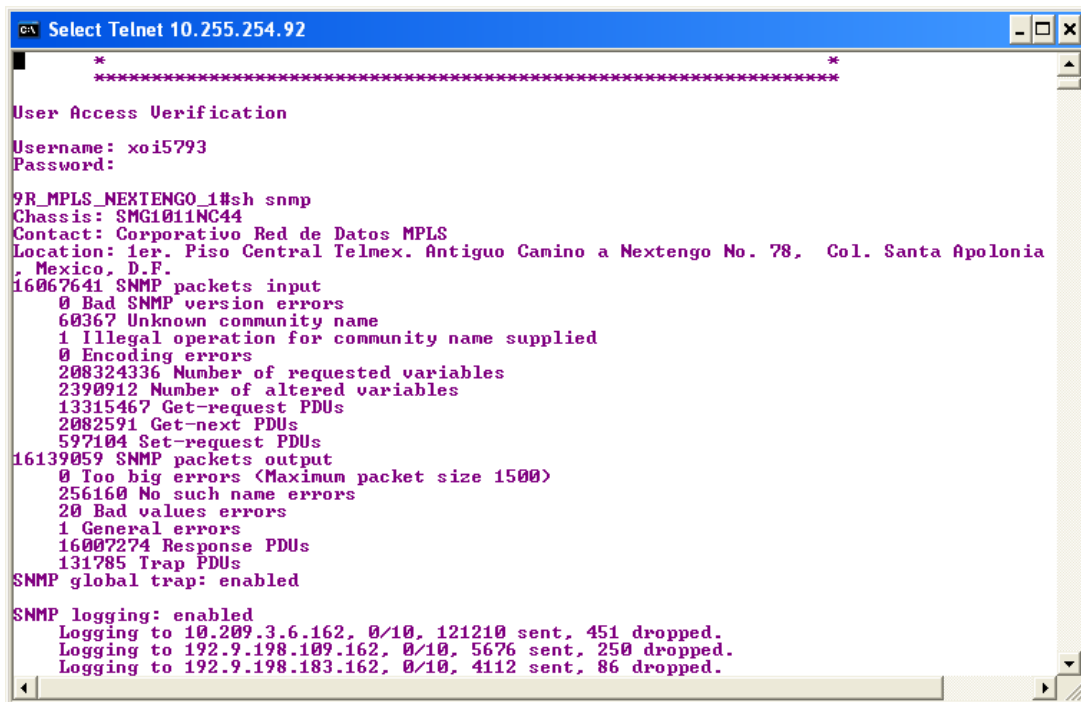 Select Telnet 10.255.254.92
* *
*****************************************************************
User Access Verification
Username: xoi5793
Password:
9R_MPLS_NEXTENGO_1#sh snmp
Chassis: SMG1011NC44
Contact: Corporativo Red de Datos MPLS
Location: 1er. Piso Central Telmex. Antiguo Camino a Nextengo No. 78,  Col. Santa Apolonia
, Mexico, D.F.
16067641 SNMP packets input
0 Bad SNMP version errors
60367 Unknown community name
1 Illegal operation for community name supplied
0 Encoding errors
208324336 Number of requested variables
2390912 Number of altered variables
13315467 Get-request PDUs
2082591 Get-next PDUs
597104 Set-request PDUs
16139059 SNMP packets output
0 Too big errors (Maximum packet size 1500)
256160 No such name errors
20 Bad values errors
1 General errors
16007274 Response PDUs
131785 Trap PDUs
SNMP global trap: enabled
SNMP logging: enabled
Logging to 10.209.3.6.162, 0/10, 121210 sent, 451 dropped.
Logging to 192.9.198.109.162, 0/10, 5676 sent, 250 dropped.
Logging to 192.9.198.183.162, 0/10, 4112 sent, 86 dropped.